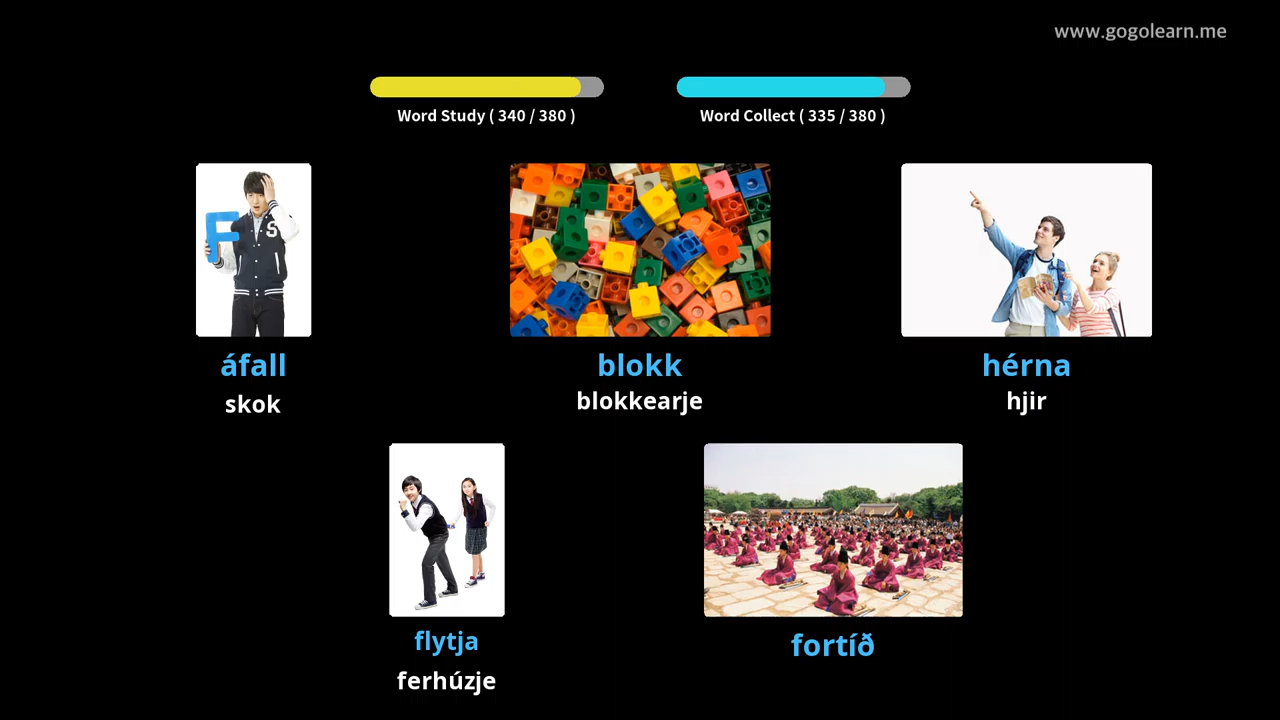 www.gogolearn.me
Word Study ( 340 / 380 )
Word Collect ( 335 / 380 )
F
S
áfall
skok
blokk
blokkearje
hérna
hjir
flytja
ferhúzje
fortíð